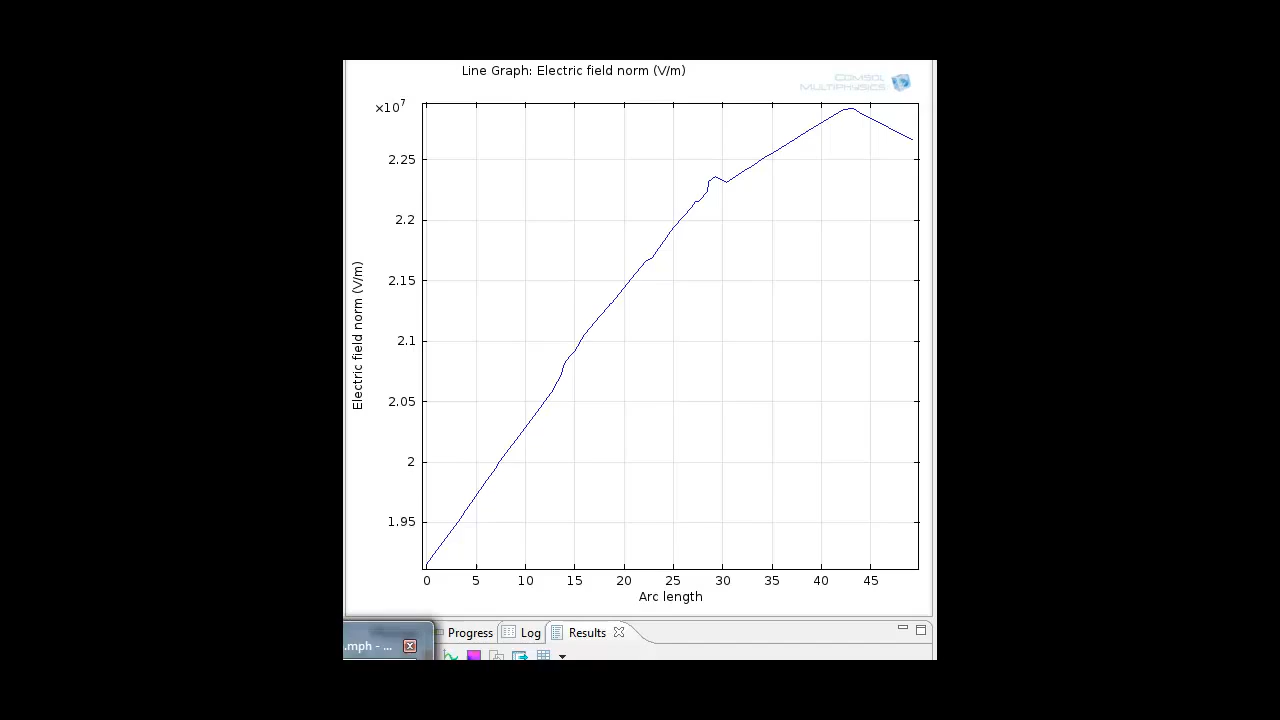 Line Graph: Electric field norm (V/m)
COMSOL
MULTIPHYSICS
×10⁷
2.25
2.2
2.15
2.1
2.05
2
1.95
Electric field norm (V/m)
0 5 10 15 20 25 30 35 40 45
Arc length
Progress Log Results
.mph - ...